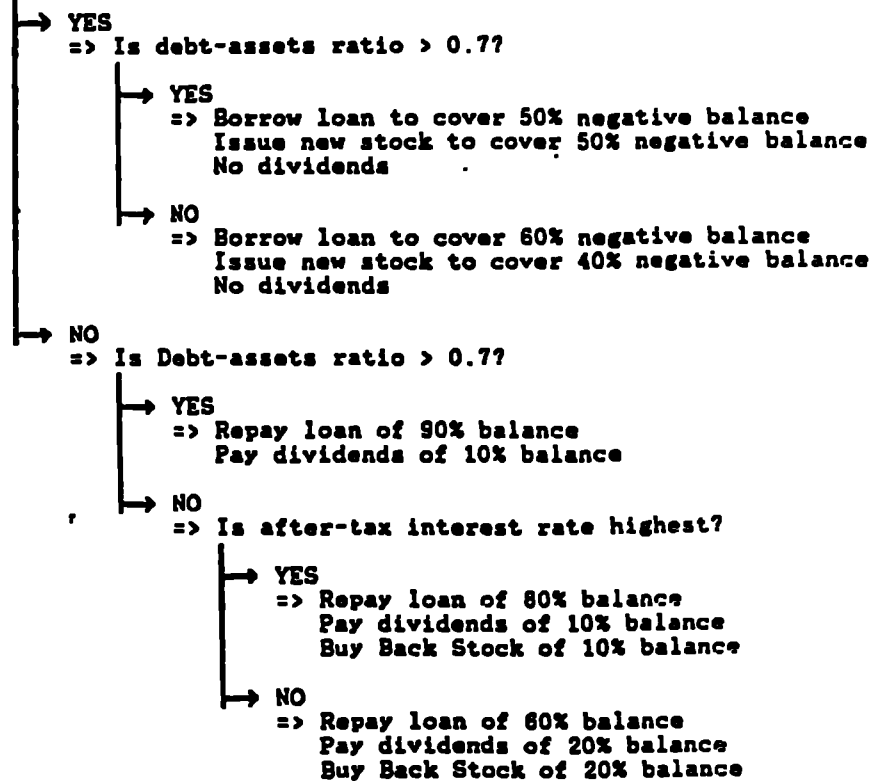 YES
=> Is debt-assets ratio > 0.7?
YES
=> Borrow loan to cover 50% negative balance
Issue new stock to cover 50% negative balance
No dividends
NO
=> Borrow loan to cover 60% negative balance
Issue new stock to cover 40% negative balance
No dividends
NO
=> Is Debt-assets ratio > 0.7?
YES
=> Repay loan of 90% balance
Pay dividends of 10% balance
NO
=> Is after-tax interest rate highest?
YES
=> Repay loan of 80% balance
Pay dividends of 10% balance
Buy Back Stock of 10% balance
NO
=> Repay loan of 60% balance
Pay dividends of 20% balance
Buy Back Stock of 20% balance